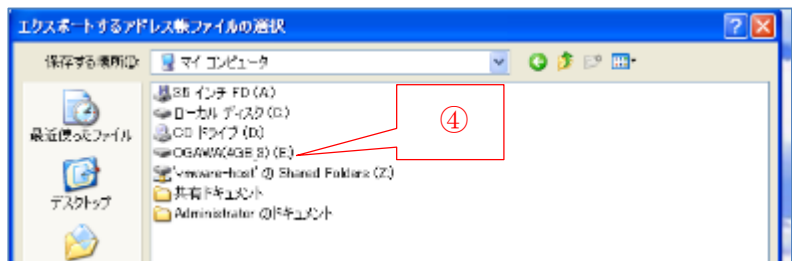 エクスポートするアドレス帳ファイルの選択
保存する場所(I): マイ コンピュータ
3.5 インチ FD (A:)
ローカル ディスク (C:)
CD ドライブ (D:)
OGAWA(4GB_B) (E:)
'vmware-host' の Shared Folders (Z:)
共有ドキュメント
Administrator のドキュメント
最近使ったファイル
デスクトップ
④